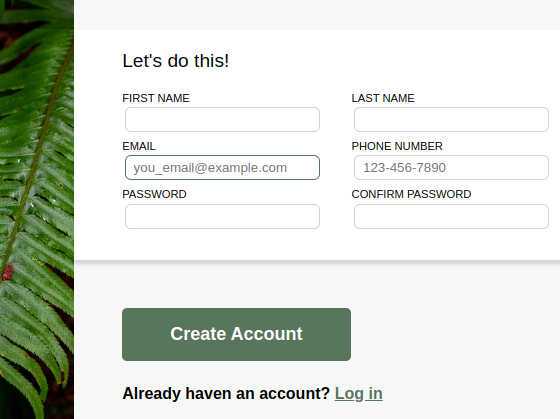 Let's do this!
FIRST NAME LAST NAME
EMAIL PHONE NUMBER
you_email@example.com 123-456-7890
PASSWORD CONFIRM PASSWORD
Create Account
Already haven an account? Log in